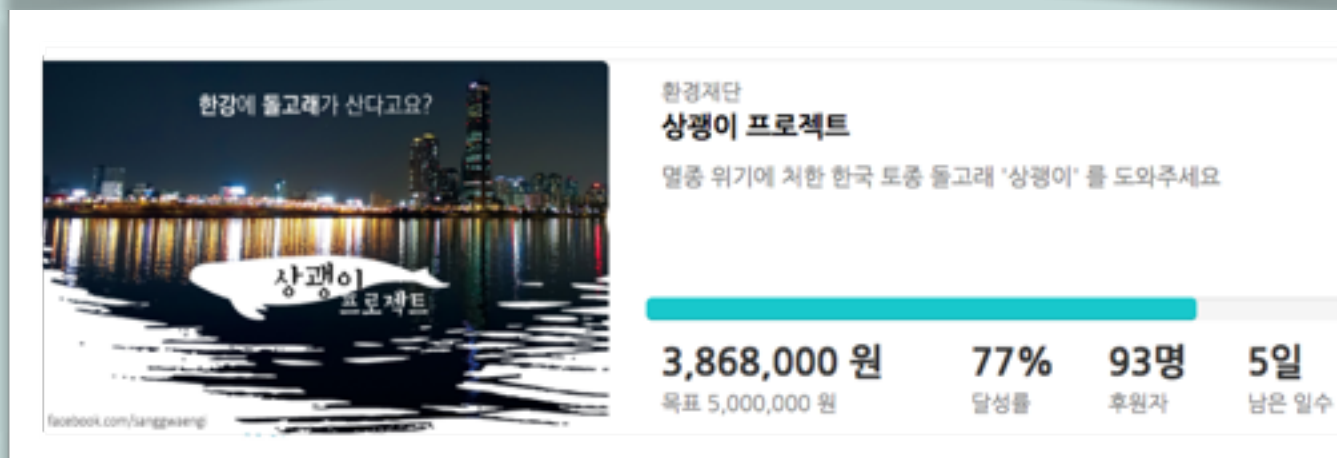 한강에 돌고래가 산다고요?
상괭이
프로젝트
facebook.com/sanggwaengi
환경재단
상괭이 프로젝트
멸종 위기에 처한 한국 토종 돌고래 '상괭이' 를 도와주세요
3,868,000 원
목표 5,000,000 원
77%
달성률
93명
후원자
5일
남은 일수